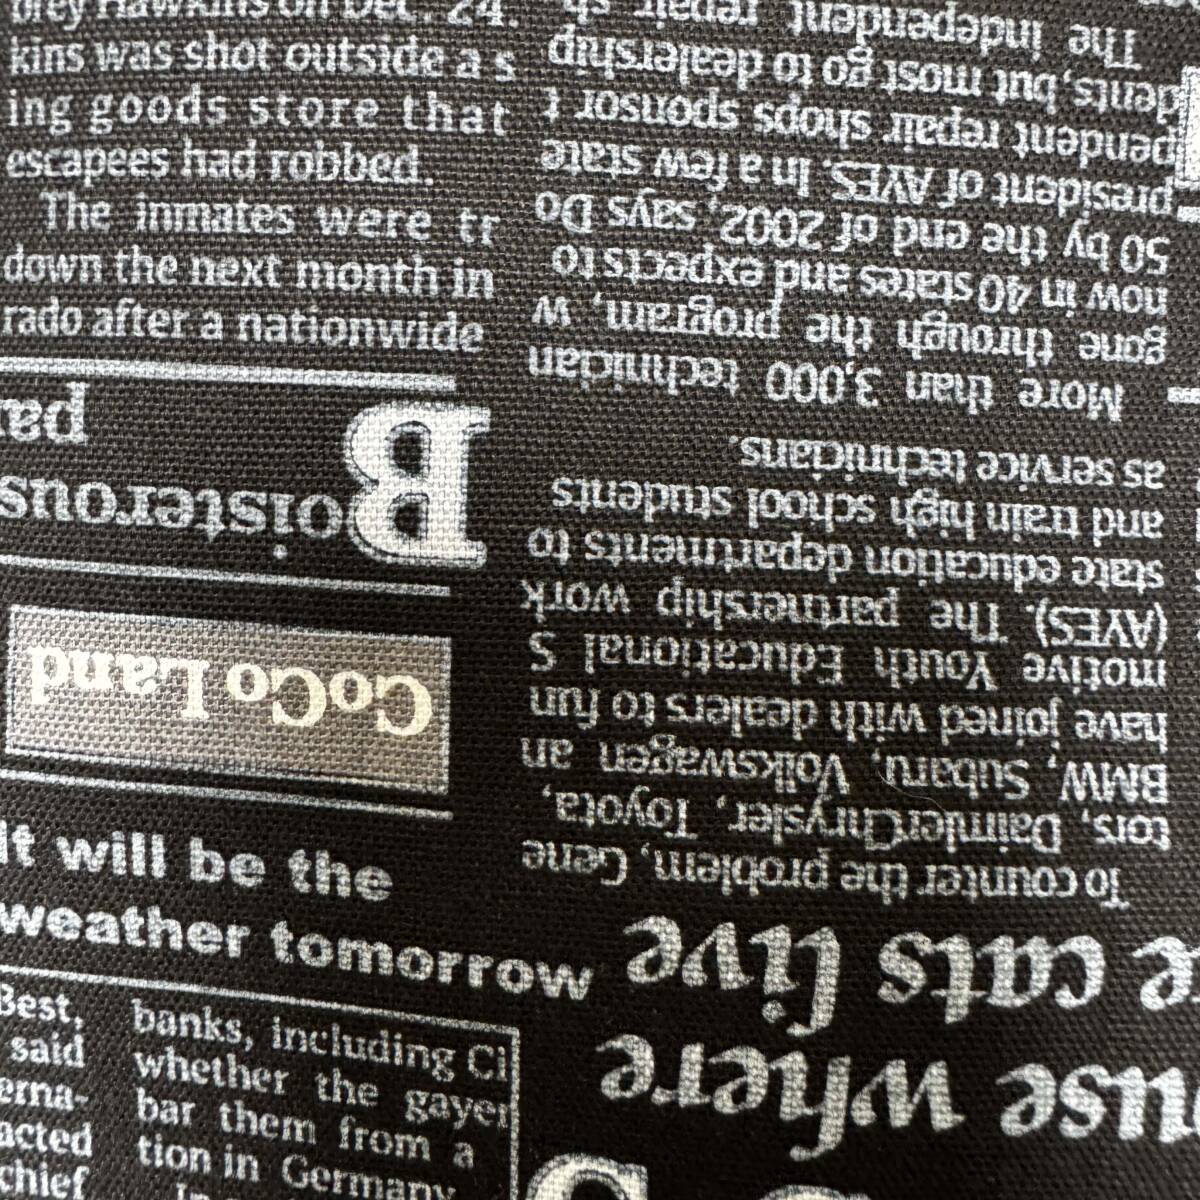 kins was shot outside a s
ing goods store that
escapees had robbed.
The inmates were tr
down the next month in
rado after a nationwide
Boisterous
pa
CoCo Land
It will be the
weather tomorrow
Best,
said
erna-
acted
chief
banks, including Ci
whether the gayer
bar them from a
tion in Germany
use where
e cats live
To counter the problem, Gene
tors, DaimlerChrysler, Toyota,
BMW, Subaru, Volkswagen an
have joined with dealers to fun
motive Youth Educational S
(AYES). The partnership work
state education departments to
and train high school students
as service technicians.
More than 3,000 technician
gone through the program, w
now in 40 states and expects to
50 by the end of 2002, says Do
president of AYES. In a few state
pendent repair shops sponsor t
dents, but most go to dealership
The independent repair sh